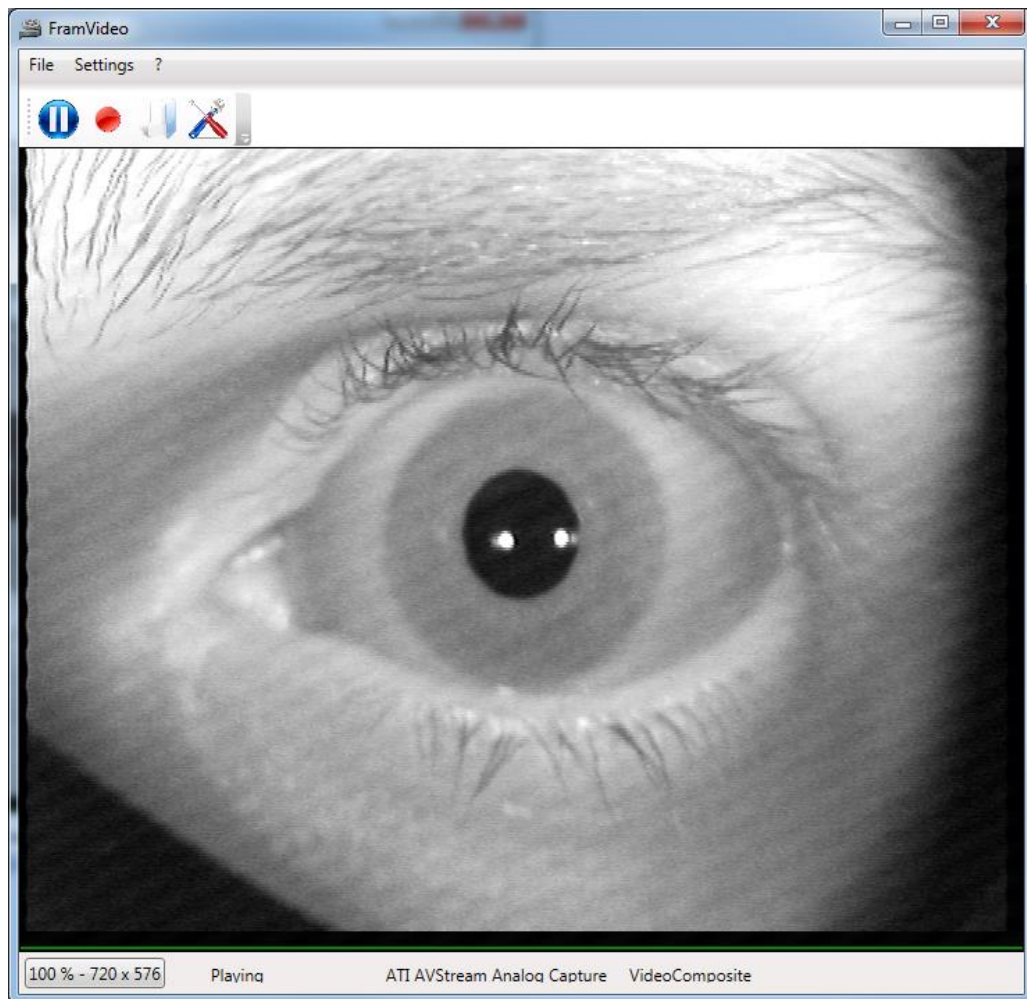 FramVideo
File Settings ?
100 % - 720 x 576 Playing ATI AVStream Analog Capture VideoComposite